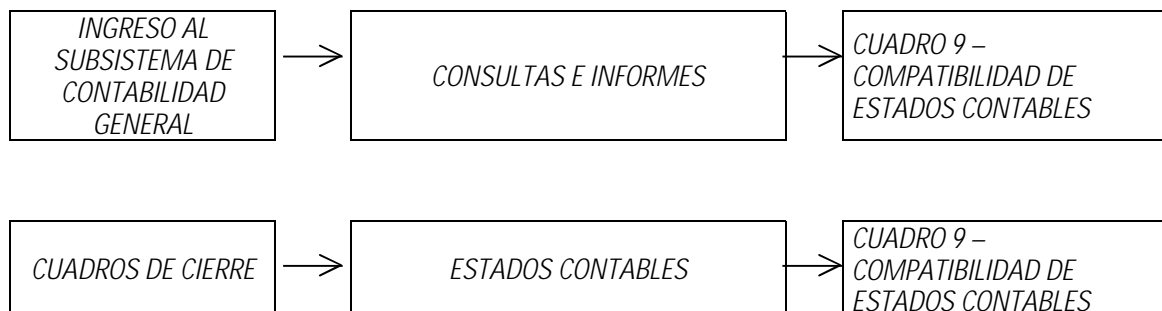 INGRESO AL
SUBSISTEMA DE
CONTABILIDAD
GENERAL
CONSULTAS E INFORMES
CUADRO 9 –
COMPATIBILIDAD DE
ESTADOS CONTABLES
CUADROS DE CIERRE
ESTADOS CONTABLES
CUADRO 9 –
COMPATIBILIDAD DE
ESTADOS CONTABLES